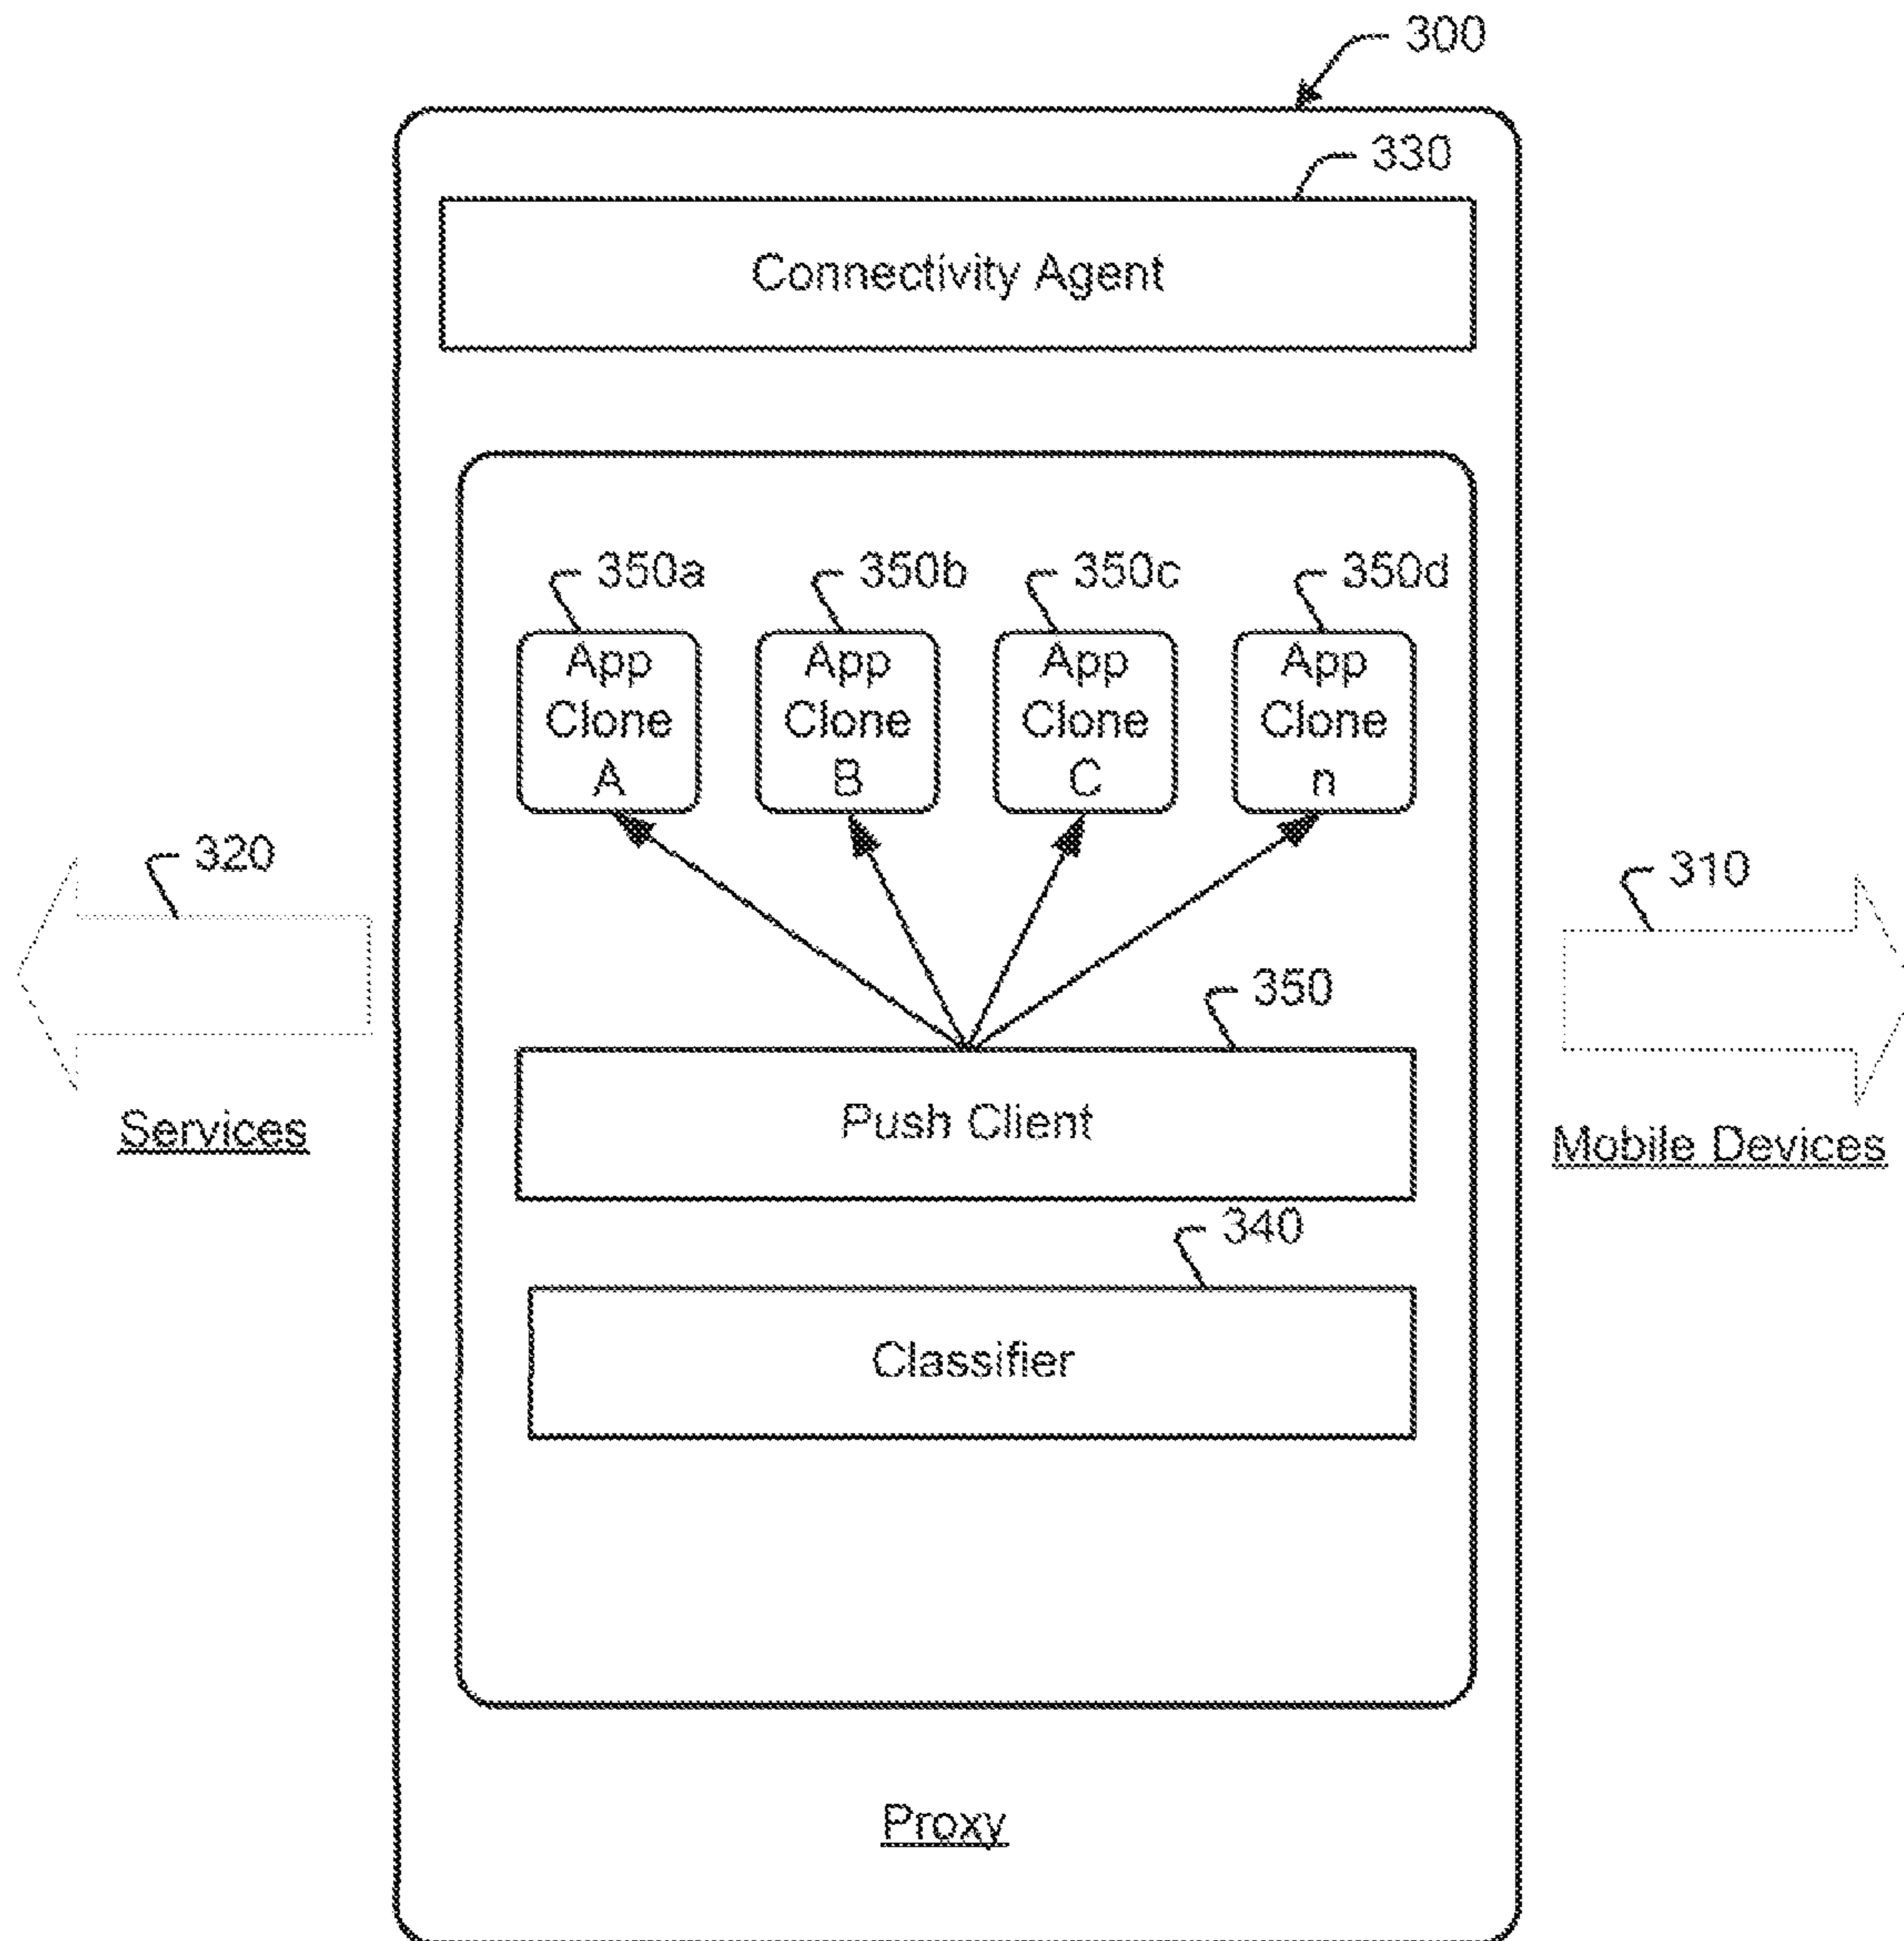 300
330
Connectivity Agent
350a
350b
350c
350d
App
Clone
A
App
Clone
B
App
Clone
C
App
Clone
n
320
310
350
Push Client
Services
Mobile Devices
340
Classifier
Proxy